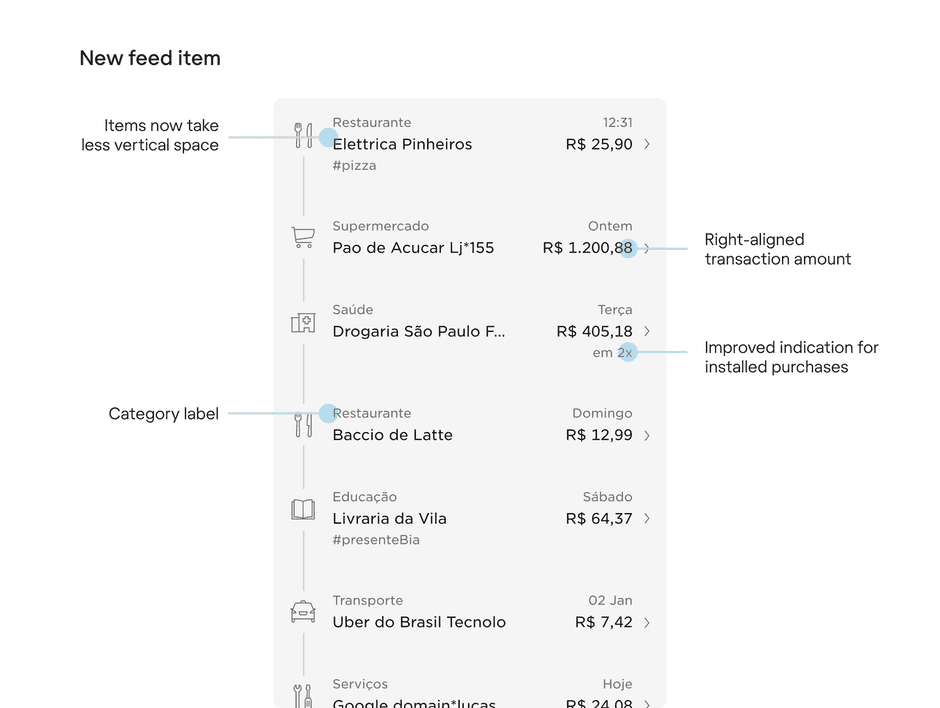 New feed item
Items now take
less vertical space
Restaurante 12:31
Elettrica Pinheiros R$ 25,90
#pizza
Supermercado Ontem
Pao de Acucar Lj*155 R$ 1.200,88
Right-aligned
transaction amount
Saúde Terça
Drogaria São Paulo F... R$ 405,18
em 2x
Improved indication for
installed purchases
Category label
Restaurante Domingo
Baccio de Latte R$ 12,99
Educação Sábado
Livraria da Vila R$ 64,37
#presenteBia
Transporte 02 Jan
Uber do Brasil Tecnolo R$ 7,42
Serviços Hoje
Google domain*lucas R$ 24,08